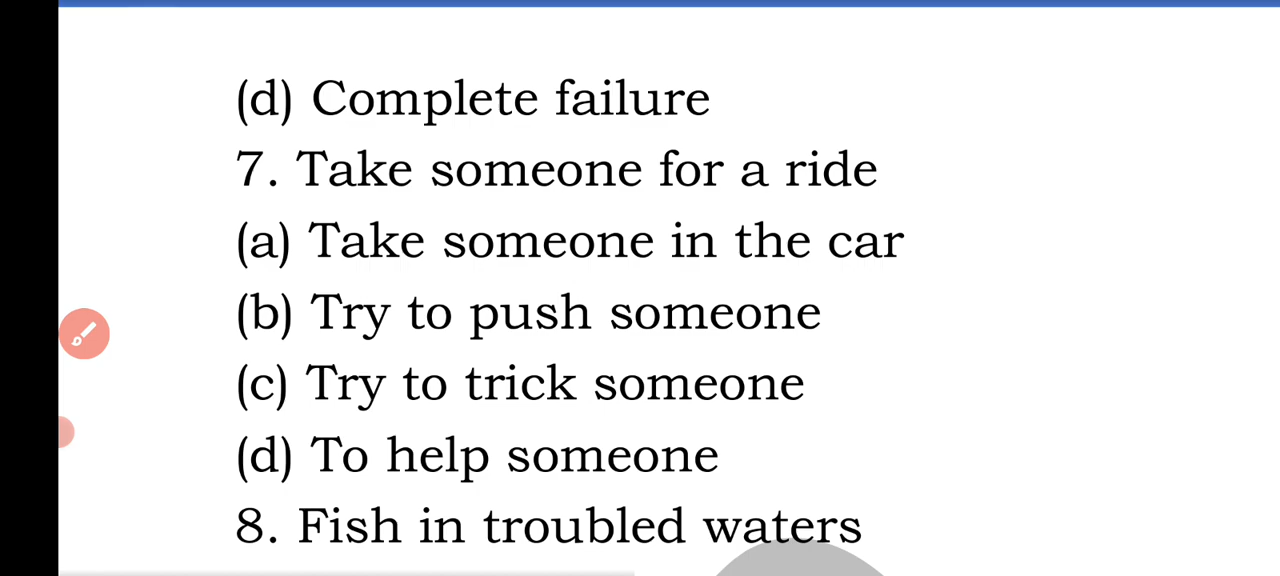 (d) Complete failure
7. Take someone for a ride
(a) Take someone in the car
(b) Try to push someone
(c) Try to trick someone
(d) To help someone
8. Fish in troubled waters